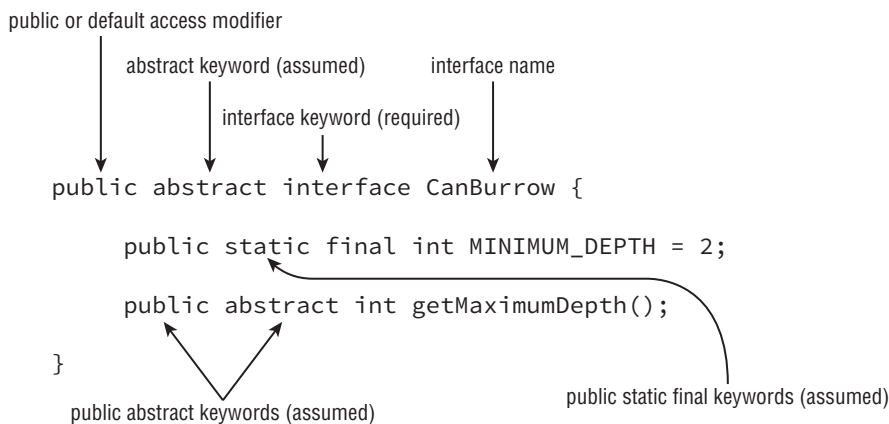 public or default access modifier
abstract keyword (assumed)
interface name
interface keyword (required)
public abstract interface CanBurrow {
public static final int MINIMUM_DEPTH = 2;
public abstract int getMaximumDepth();
}
public static final keywords (assumed)
public abstract keywords (assumed)